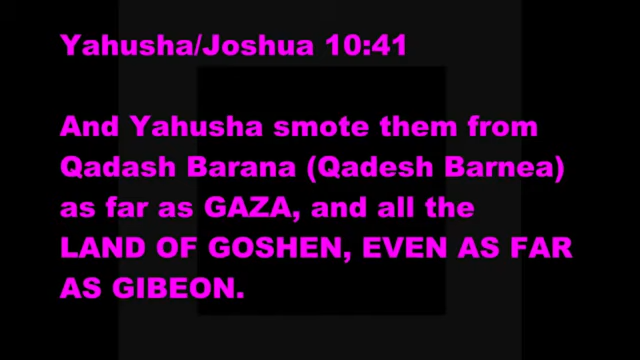 Yahusha/Joshua 10:41
And Yahusha smote them from
Qadash Barana (Qadesh Barnea)
as far as GAZA, and all the
LAND OF GOSHEN, EVEN AS FAR
AS GIBEON.